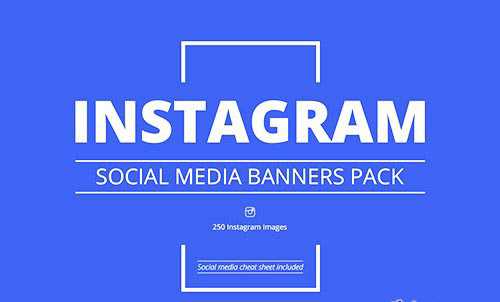 INSTAGRAM
SOCIAL MEDIA BANNERS PACK
250 Instagram Images
Social media cheat sheet included